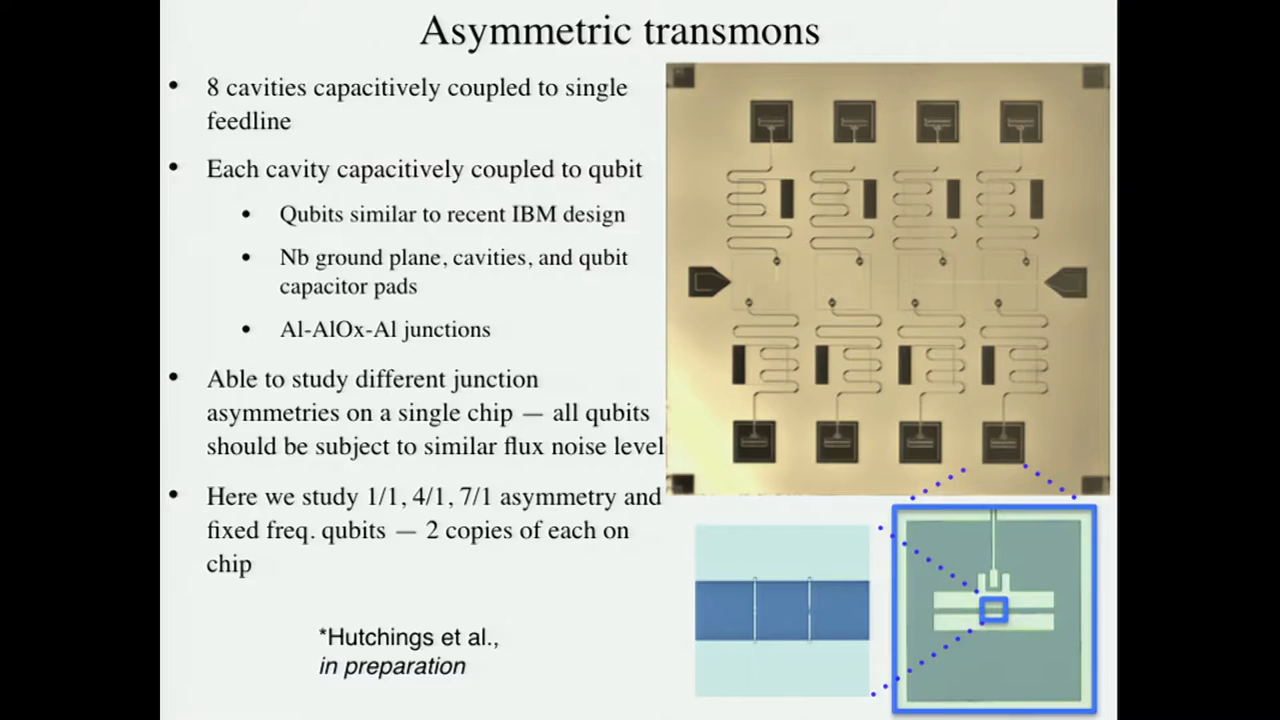 Asymmetric transmons
• 8 cavities capacitively coupled to single
feedline
• Each cavity capacitively coupled to qubit
• Qubits similar to recent IBM design
• Nb ground plane, cavities, and qubit
capacitor pads
• Al-AlOx-Al junctions
• Able to study different junction
asymmetries on a single chip — all qubits
should be subject to similar flux noise level
• Here we study 1/1, 4/1, 7/1 asymmetry and
fixed freq. qubits — 2 copies of each on
chip
*Hutchings et al.,
in preparation